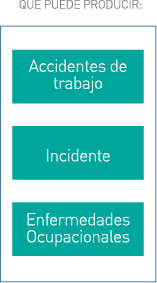 QUE PUEDE PRODUCIR:
Accidentes de
trabajo
Incidente
Enfermedades
Ocupacionales